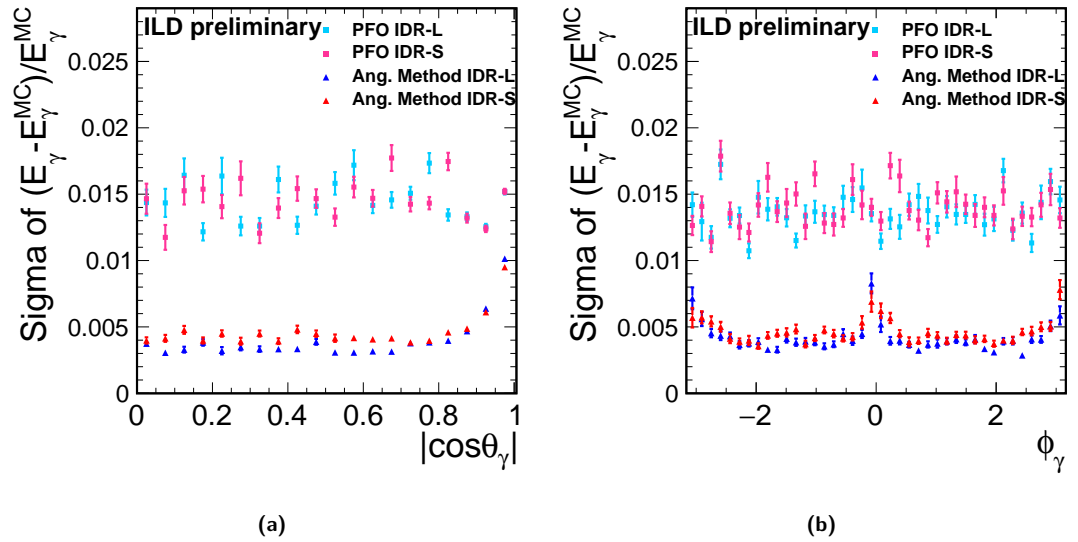 ILD preliminary
PFO IDR-L
PFO IDR-S
Ang. Method IDR-L
Ang. Method IDR-S
Sigma of (E_γ-E_γ^MC)/E_γ^MC
0.025
0.02
0.015
0.01
0.005
0
0 0.2 0.4 0.6 0.8 1
|cosθ_γ|
(a)
ILD preliminary
PFO IDR-L
PFO IDR-S
Ang. Method IDR-L
Ang. Method IDR-S
Sigma of (E_γ-E_γ^MC)/E_γ^MC
0.025
0.02
0.015
0.01
0.005
0
−2 0 2
ϕ_γ
(b)